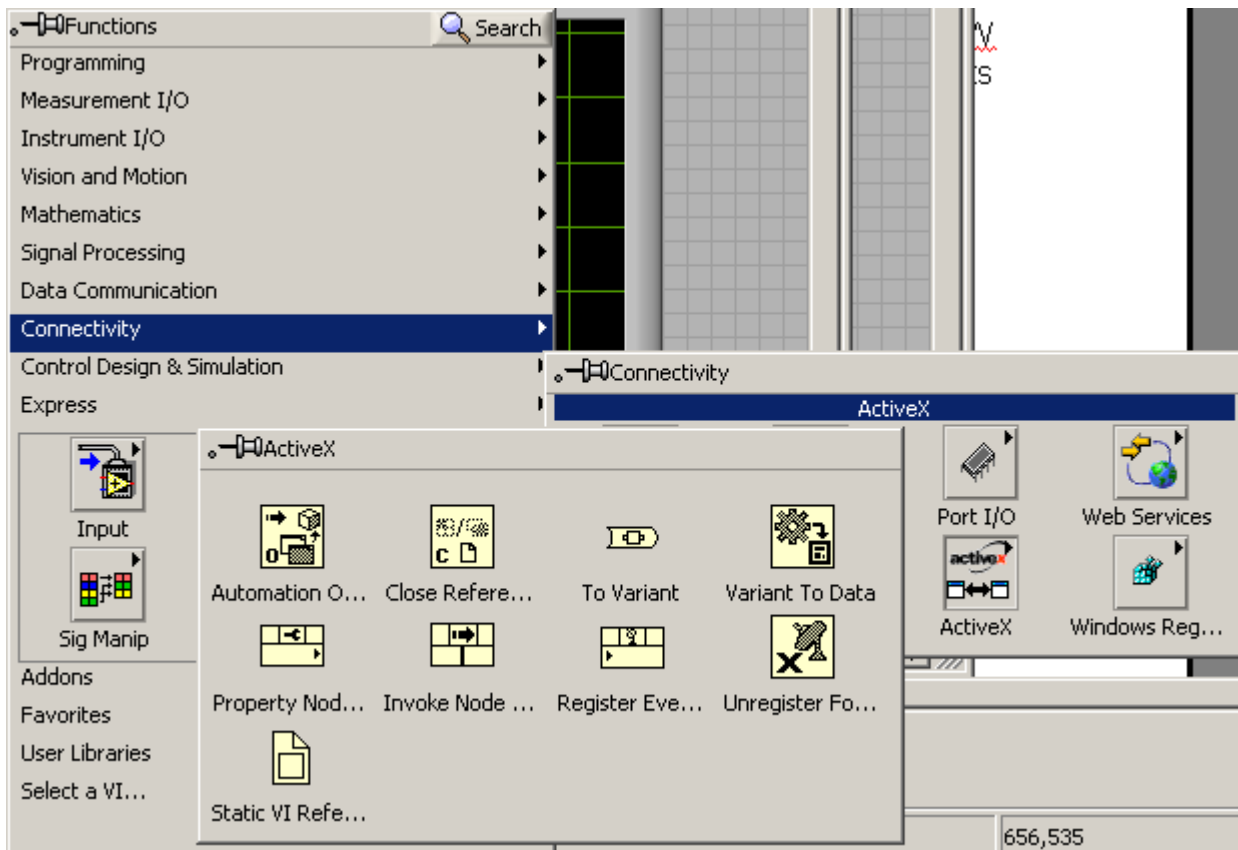 Functions
Search
Programming
Measurement I/O
Instrument I/O
Vision and Motion
Mathematics
Signal Processing
Data Communication
Connectivity
Control Design & Simulation
Express
Input
Sig Manip
Addons
Favorites
User Libraries
Select a VI...
Connectivity
ActiveX
Port I/O
Web Services
activex
ActiveX
Windows Reg...
ActiveX
Automation O...
Close Refere...
To Variant
Variant To Data
Property Nod...
Invoke Node ...
Register Eve...
Unregister Fo...
Static VI Refe...
656,535